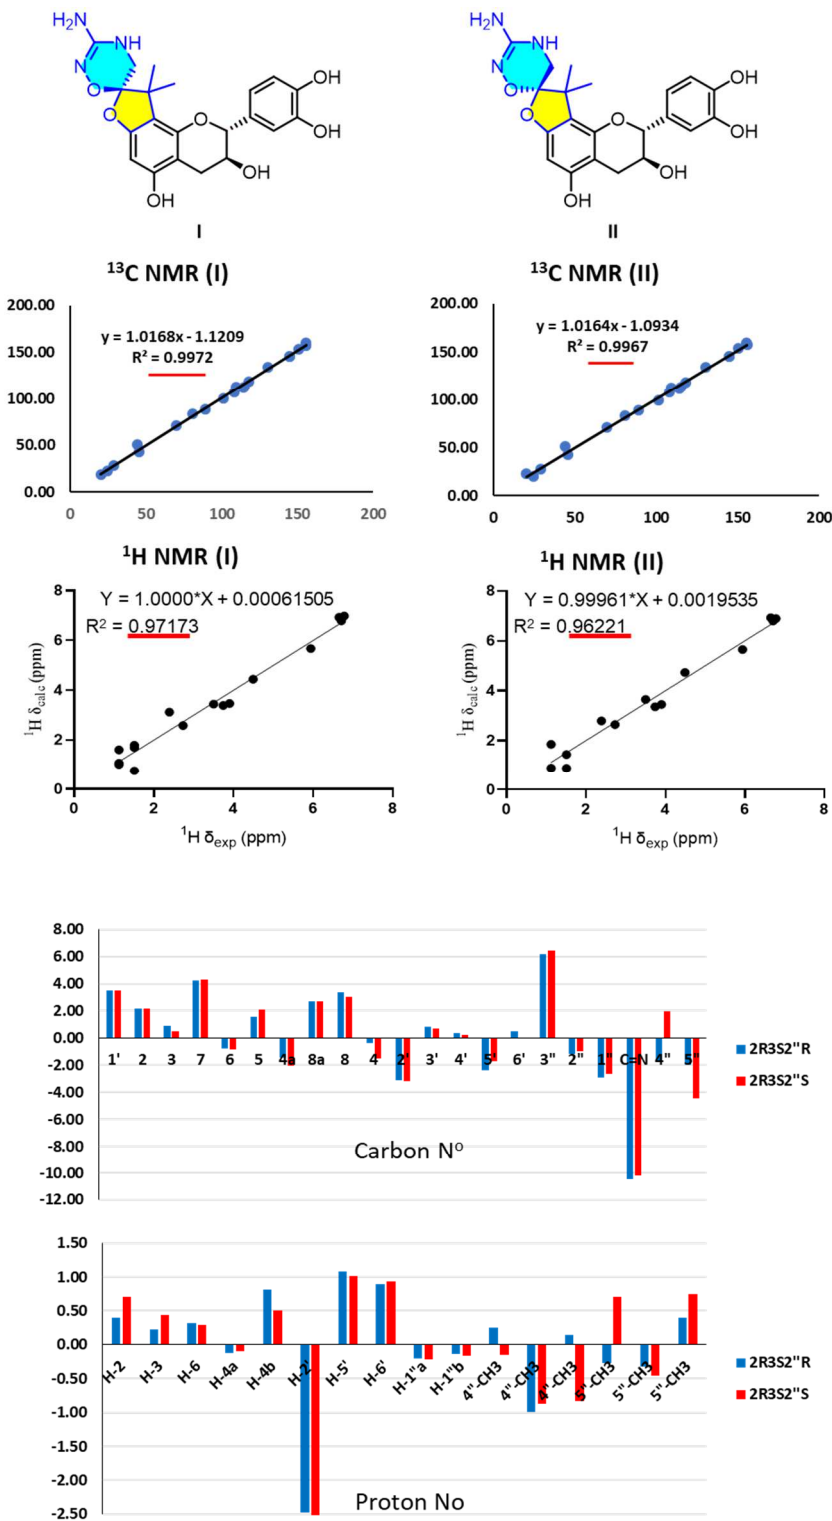 H₂N
H₂N
NH
NH
N
N
O
O
O
O
O
O
OH
OH
OH
OH
OH
OH
OH
OH
I
II
¹³C NMR (I)
¹³C NMR (II)
200.00
y = 1.0168x - 1.1209
R² = 0.9972
150.00
100.00
50.00
0.00
0 50 100 150 200
200.00
y = 1.0164x - 1.0934
R² = 0.9967
150.00
100.00
50.00
0.00
0 50 100 150 200
¹H NMR (I)
8
Y = 1.0000*X + 0.00061505
R² = 0.97173
6
4
2
0
¹H δcalc (ppm)
0 2 4 6 8
¹H δexp (ppm)
¹H NMR (II)
8
Y = 0.99961*X + 0.0019535
R² = 0.96221
6
4
2
0
¹H δcalc (ppm)
0 2 4 6 8
¹H δexp (ppm)
8.00
6.00
4.00
2.00
0.00
-2.00
-4.00
-6.00
-8.00
-10.00
-12.00
1' 2 3 7 6 5 4a 8a 8 4 2' 3' 4' 5' 6' 3" 2" 1" C=N 4" 5"
Carbon Nº
2R3S2"R
2R3S2"S
1.50
1.00
0.50
0.00
-0.50
-1.00
-1.50
-2.00
-2.50
H-2 H-3 H-6 H-4a H-4b H-2' H-5' H-6' H-1"a H-1"b 4"-CH3 4"-CH3 4"-CH3 5"-CH3 5"-CH3 5"-CH3
Proton No
2R3S2"R
2R3S2"S